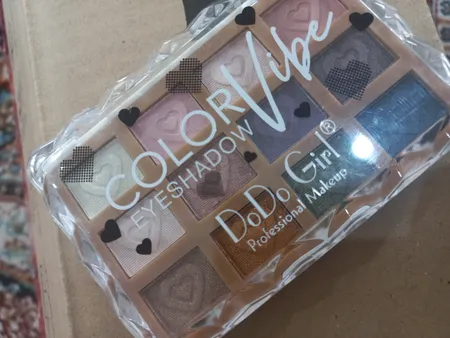 COLOR Vibe
EYESHADOW
DoDo Girl®
Professional Makeup